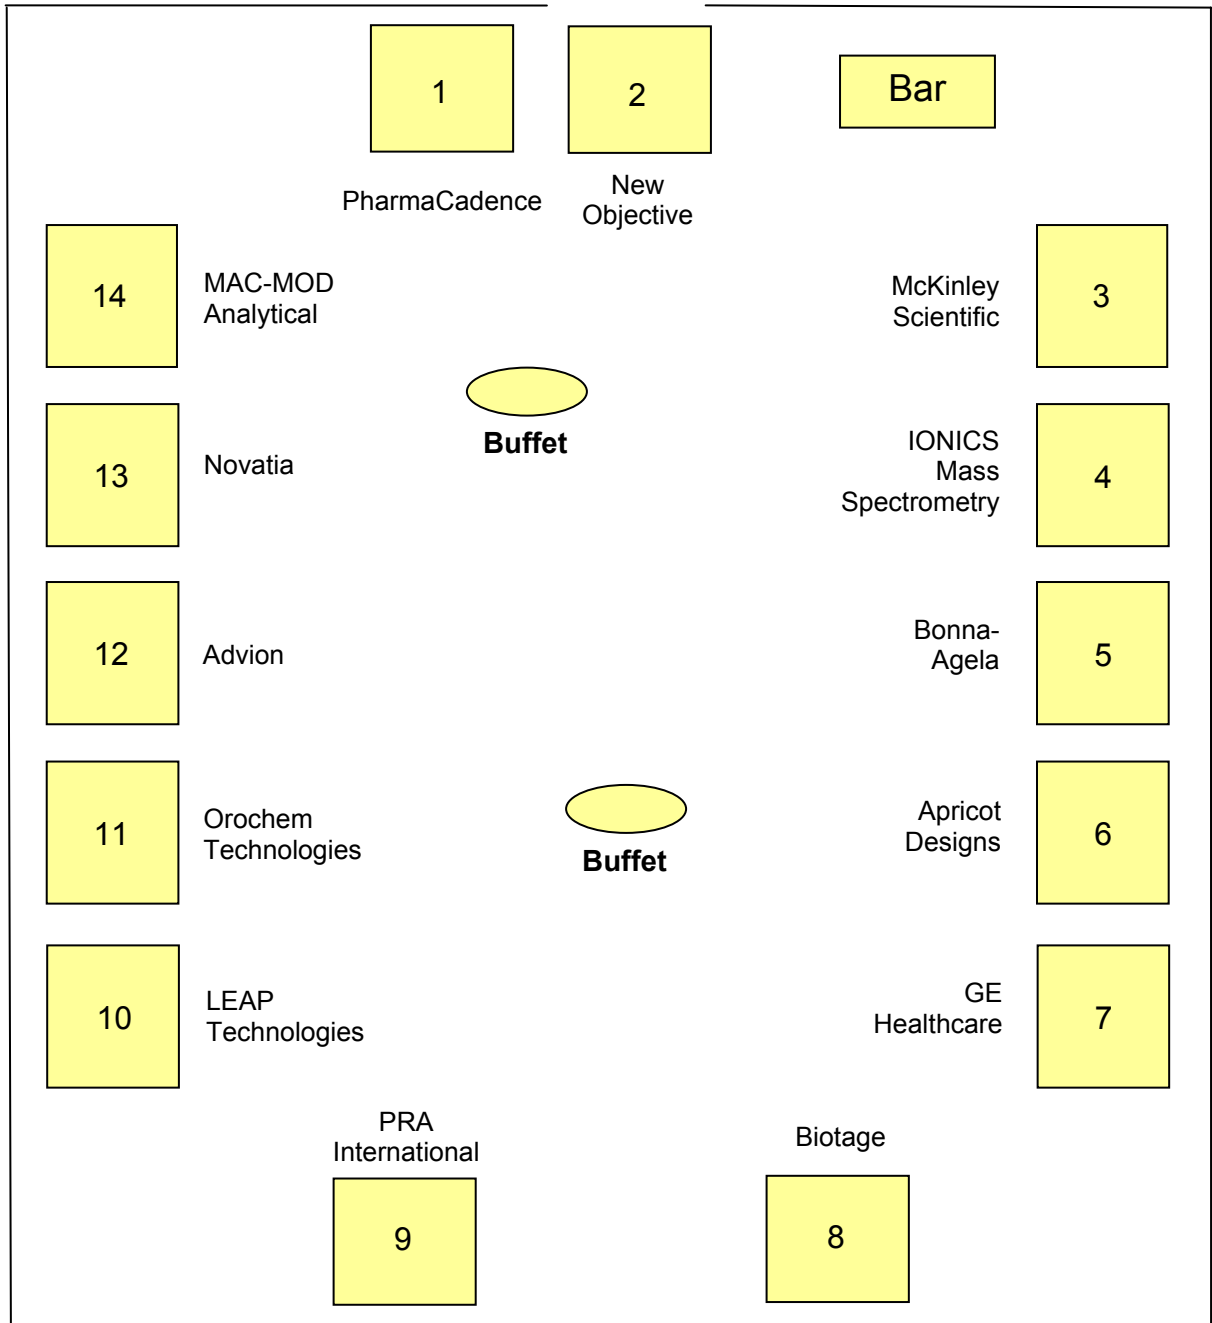 1
2
Bar
PharmaCadence
New
Objective
14
MAC-MOD
Analytical
McKinley
Scientific
3
Buffet
13
Novatia
IONICS
Mass
Spectrometry
4
12
Advion
Bonna-
Agela
5
11
Orochem
Technologies
Buffet
Apricot
Designs
6
10
LEAP
Technologies
GE
Healthcare
7
PRA
International
Biotage
9
8